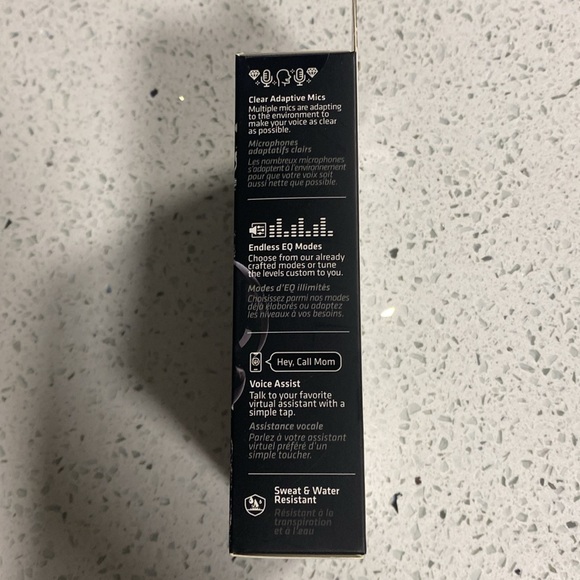 Clear Adaptive Mics
Multiple mics are adapting
to the environment to
make your voice as clear
as possible.
Microphones
adaptatifs clairs
Les nombreux microphones
s'adaptent à l'environnement
pour que votre voix soit
aussi nette que possible.
Endless EQ Modes
Choose from our already
crafted modes or tune
the levels custom to you.
Modes d'EQ illimités
Choisissez parmi nos modes
déjà élaborés ou adaptez
les niveaux à vos besoins.
Hey, Call Mom
Voice Assist
Talk to your favorite
virtual assistant with a
simple tap.
Assistance vocale
Parlez à votre assistant
virtuel préféré d'un
simple toucher.
Sweat & Water
Resistant
Résistant à la
transpiration
et à l'eau